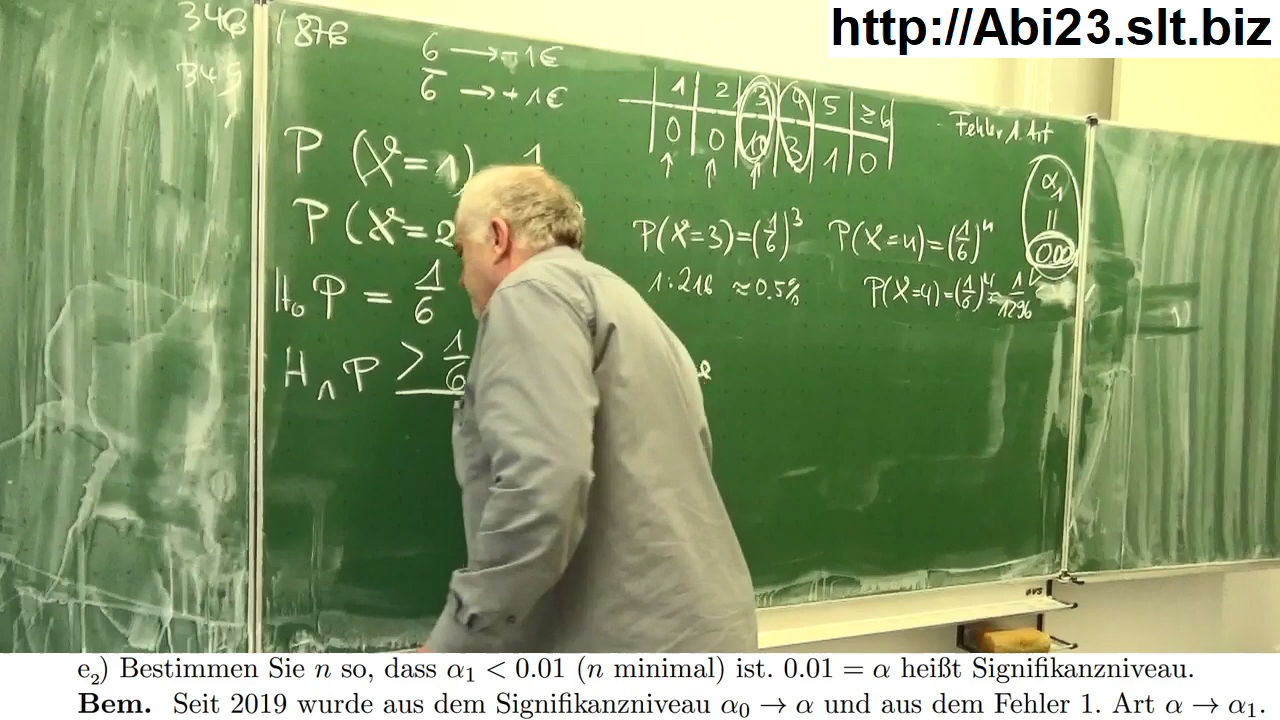 http://Abi23.slt.biz
348 1876
349
6 → -1€
6 → +1€
1 2 3 4 5 ≥6
0 0 10 3 1 0
Fehler 1. Art
α₁
=
0.00
P (X=1) 1
P (X=2
P(X=3)=(1/6)³ P(X=4)=(1/6)⁴
1:216 ≈0.5% P(X=4)=(1/6)⁴=1/1296
H₀ P = 1/6
H₁ P > 1/6
e₂) Bestimmen Sie n so, dass α₁ < 0.01 (n minimal) ist. 0.01 = α heißt Signifikanzniveau.
Bem. Seit 2019 wurde aus dem Signifikanzniveau α₀ → α und aus dem Fehler 1. Art α → α₁.